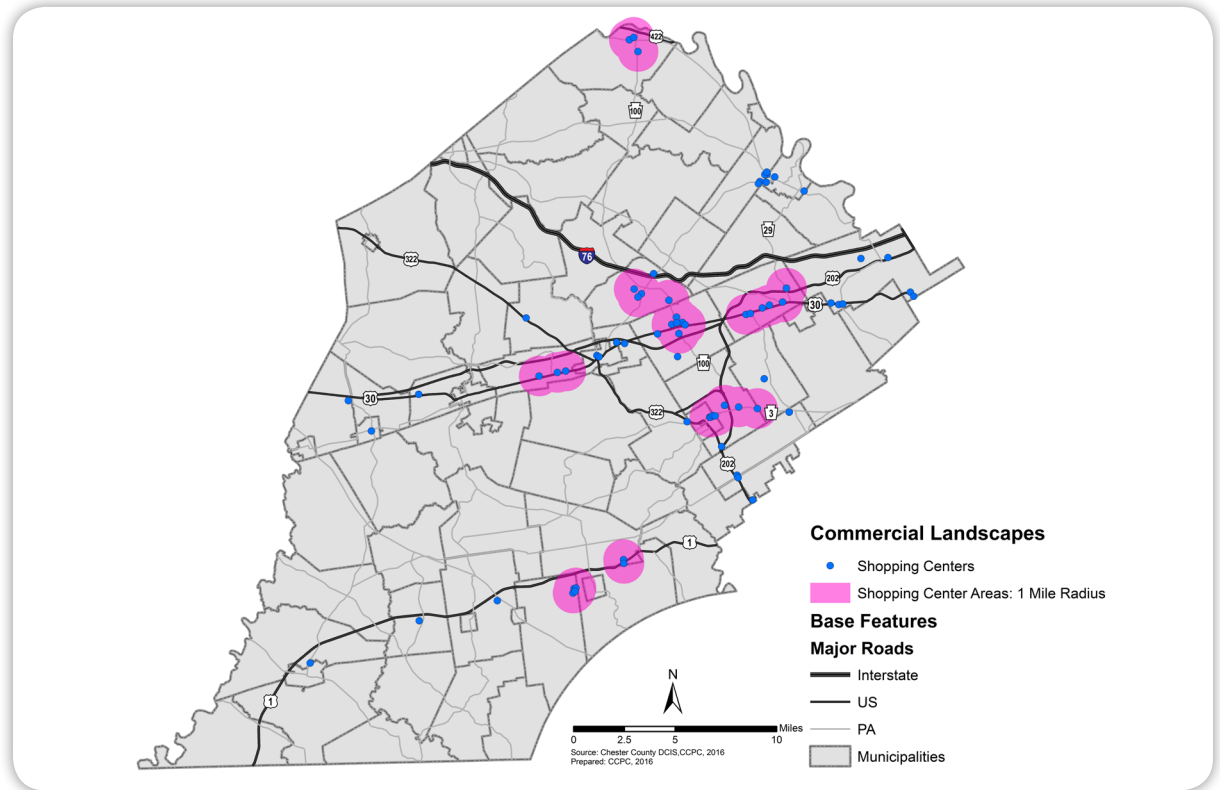 422
100
29
76
322
202
30
100
30
322
3
202
1
1
Commercial Landscapes
Shopping Centers
Shopping Center Areas: 1 Mile Radius
Base Features
Major Roads
Interstate
US
PA
Municipalities
N
Miles
0 2.5 5 10
Source: Chester County DCIS,CCPC, 2016
Prepared: CCPC, 2016